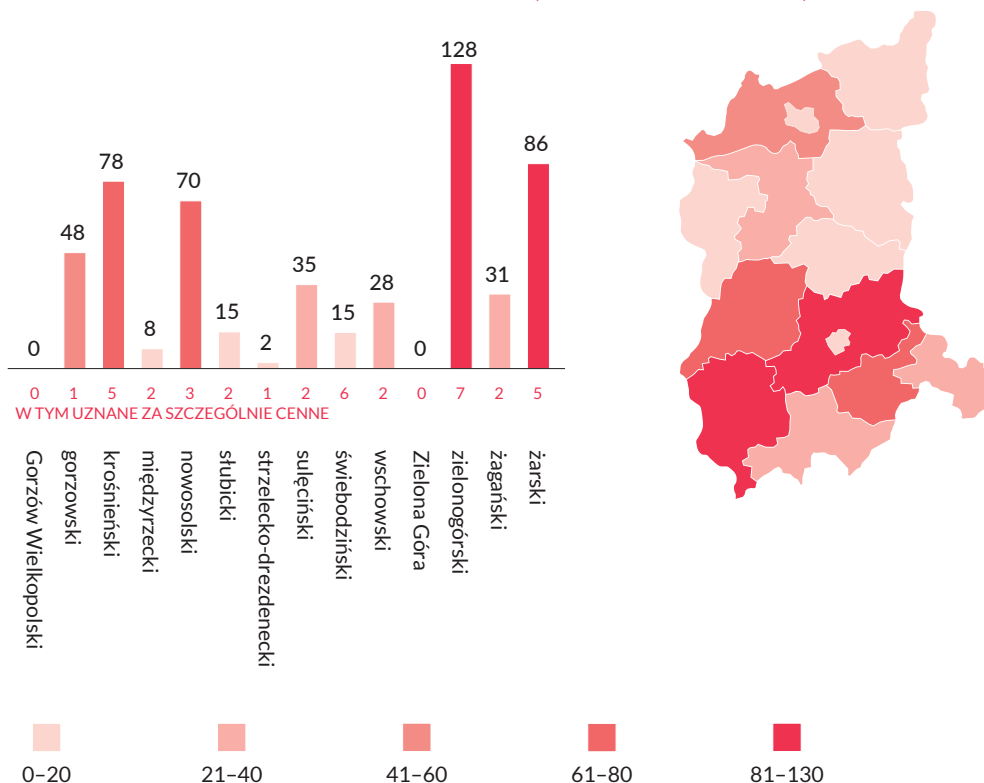 128
86
78
70
48
35
31
28
15
15
8
2
0
0
0 1 5 2 3 2 1 2 6 2 0 7 2 5
W TYM UZNANE ZA SZCZEGÓLNIE CENNE
Gorzów Wielkopolski
gorzowski
krośnieński
międzyrzecki
nowosolski
słubicki
strzelecko-drezdenecki
sulęciński
świebodziński
wschowski
Zielona Góra
zielonogórski
żagański
żarski
0–20 21–40 41–60 61–80 81–130